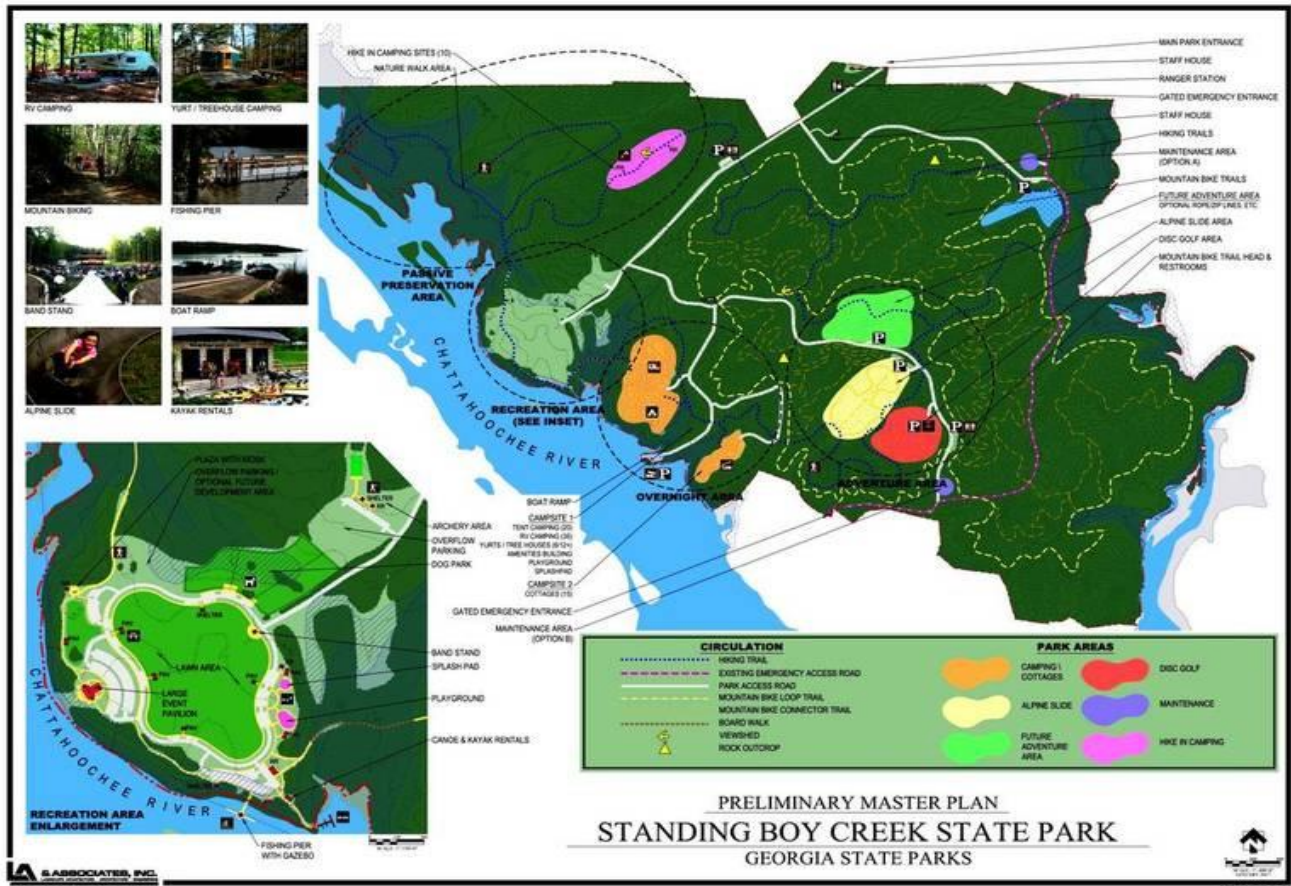 RV CAMPING
YURT / TREEHOUSE CAMPING
MOUNTAIN BIKING
FISHING PIER
BAND STAND
BOAT RAMP
ALPINE SLIDE
KAYAK RENTALS
HIKE IN CAMPING SITES (10)
NATURE WALK AREA
MAIN PARK ENTRANCE
STAFF HOUSE
RANGER STATION
GATED EMERGENCY ENTRANCE
STAFF HOUSE
HIKING TRAILS
MAINTENANCE AREA
(OPTION A)
MOUNTAIN BIKE TRAILS
FUTURE ADVENTURE AREA
OPTIONAL ROPE/ZIP LINES, ETC.
ALPINE SLIDE AREA
DISC GOLF AREA
MOUNTAIN BIKE TRAIL HEAD &
RESTROOMS
P
P
P
P
P
P
P
PASSIVE
PRESERVATION
AREA
CHATTAHOOCHEE RIVER
RECREATION AREA
(SEE INSET)
OVERNIGHT AREA
ADVENTURE AREA
BOAT RAMP
CAMPSITE 1
TENT CAMPING (20)
RV CAMPING (36)
YURTS / TREE HOUSES (6/12+)
AMENITIES BUILDING
PLAYGROUND
SPLASHPAD
CAMPSITE 2
COTTAGES (15)
GATED EMERGENCY ENTRANCE
MAINTENANCE AREA
(OPTION B)
PLAZA WITH KIOSK
OVERFLOW PARKING /
OPTIONAL FUTURE
DEVELOPMENT AREA
SHELTER
ARCHERY AREA
OVERFLOW
PARKING
DOG PARK
SHELTER
BAND STAND
SPLASH PAD
LAWN AREA
LARGE
EVENT
PAVILION
PLAYGROUND
CANOE & KAYAK RENTALS
SHELTER
CHATTAHOOCHEE RIVER
RECREATION AREA
ENLARGEMENT
FISHING PIER
WITH GAZEBO
CIRCULATION
HIKING TRAIL
EXISTING EMERGENCY ACCESS ROAD
PARK ACCESS ROAD
MOUNTAIN BIKE LOOP TRAIL
MOUNTAIN BIKE CONNECTOR TRAIL
BOARD WALK
VIEWSHED
ROCK OUTCROP
PARK AREAS
CAMPING \
COTTAGES
DISC GOLF
ALPINE SLIDE
MAINTENANCE
FUTURE
ADVENTURE
AREA
HIKE IN CAMPING
PRELIMINARY MASTER PLAN
STANDING BOY CREEK STATE PARK
GEORGIA STATE PARKS
LA & ASSOCIATES, INC.